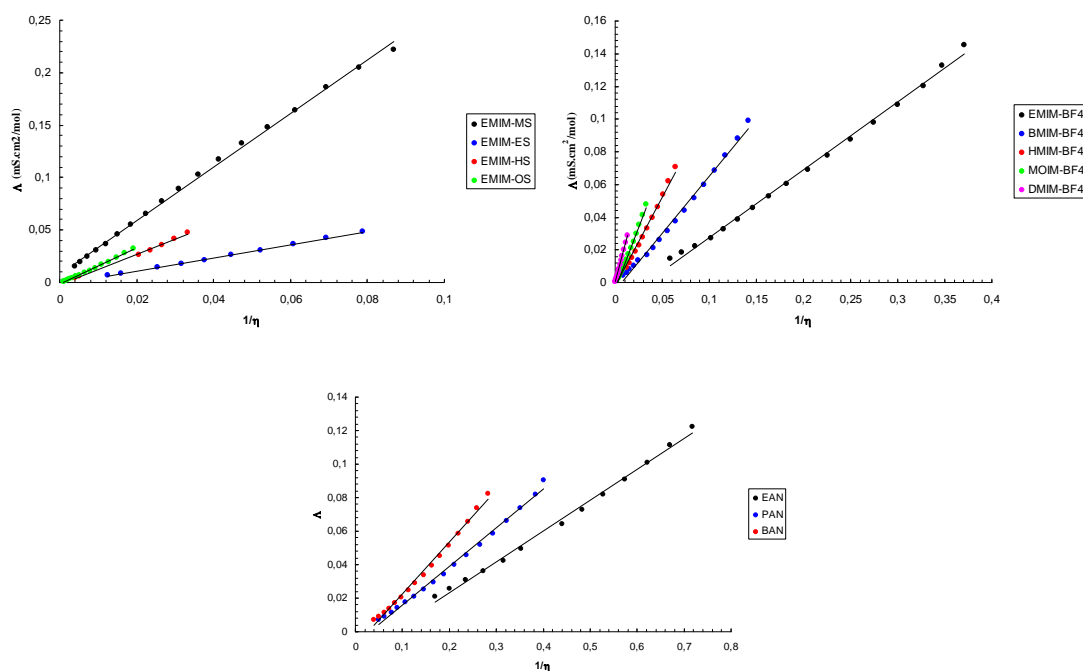 0,25
0,2
0,15
0,1
0,05
0
Λ (mS.cm2/mol)
0 0,02 0,04 0,06 0,08 0,1
1/η
EMIM-MS
EMIM-ES
EMIM-HS
EMIM-OS
0,16
0,14
0,12
0,1
0,08
0,06
0,04
0,02
0
Λ (mS.cm²/mol)
0 0,05 0,1 0,15 0,2 0,25 0,3 0,35 0,4
1/η
EMIM-BF4
BMIM-BF4
HMIM-BF4
MOIM-BF4
DMIM-BF4
0,14
0,12
0,1
0,08
0,06
0,04
0,02
0
Λ
0 0,1 0,2 0,3 0,4 0,5 0,6 0,7 0,8
1/η
EAN
PAN
BAN